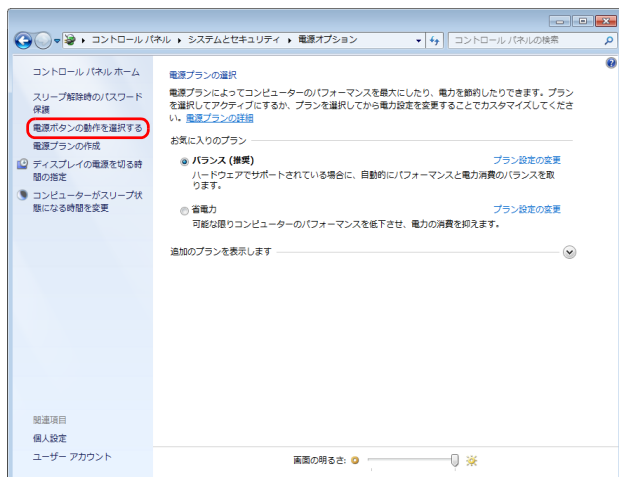 コントロール パネル ▸ システムとセキュリティ ▸ 電源オプション
コントロール パネルの検索
コントロール パネル ホーム
スリープ解除時のパスワード
保護
電源ボタンの動作を選択する
電源プランの作成
ディスプレイの電源を切る時
間の指定
コンピューターがスリープ状
態になる時間を変更
関連項目
個人設定
ユーザー アカウント
電源プランの選択
電源プランによってコンピューターのパフォーマンスを最大にしたり、電力を節約したりできます。プラン
を選択してアクティブにするか、プランを選択してから電力設定を変更することでカスタマイズしてくださ
い。電源プランの詳細
お気に入りのプラン
バランス (推奨) プラン設定の変更
ハードウェアでサポートされている場合に、自動的にパフォーマンスと電力消費のバランスを取
ります。
省電力 プラン設定の変更
可能な限りコンピューターのパフォーマンスを低下させ、電力の消費を抑えます。
追加のプランを表示します
画面の明るさ: